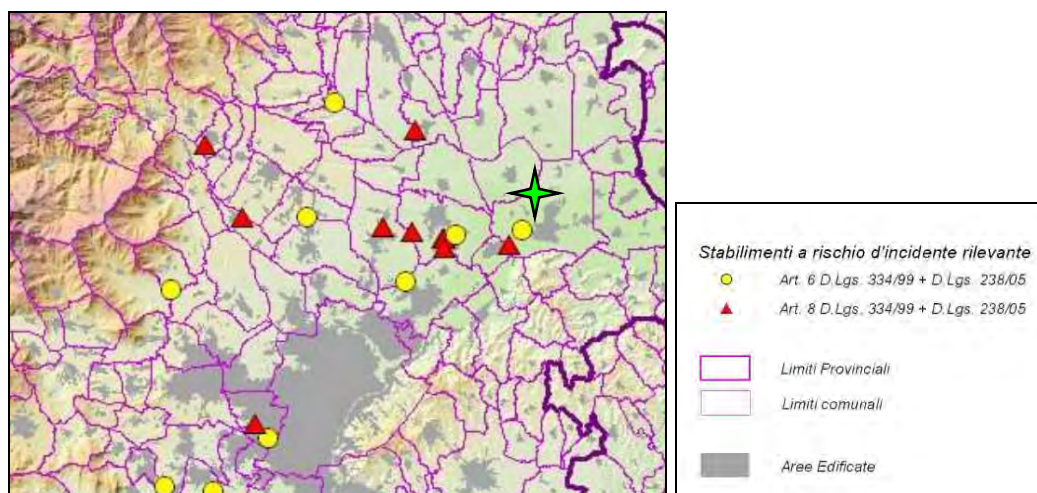 Stabilimenti a rischio d'incidente rilevante
Art. 6 D.Lgs. 334/99 + D.Lgs. 238/05
Art. 8 D.Lgs. 334/99 + D.Lgs. 238/05
Limiti Provinciali
Limiti comunali
Aree Edificate